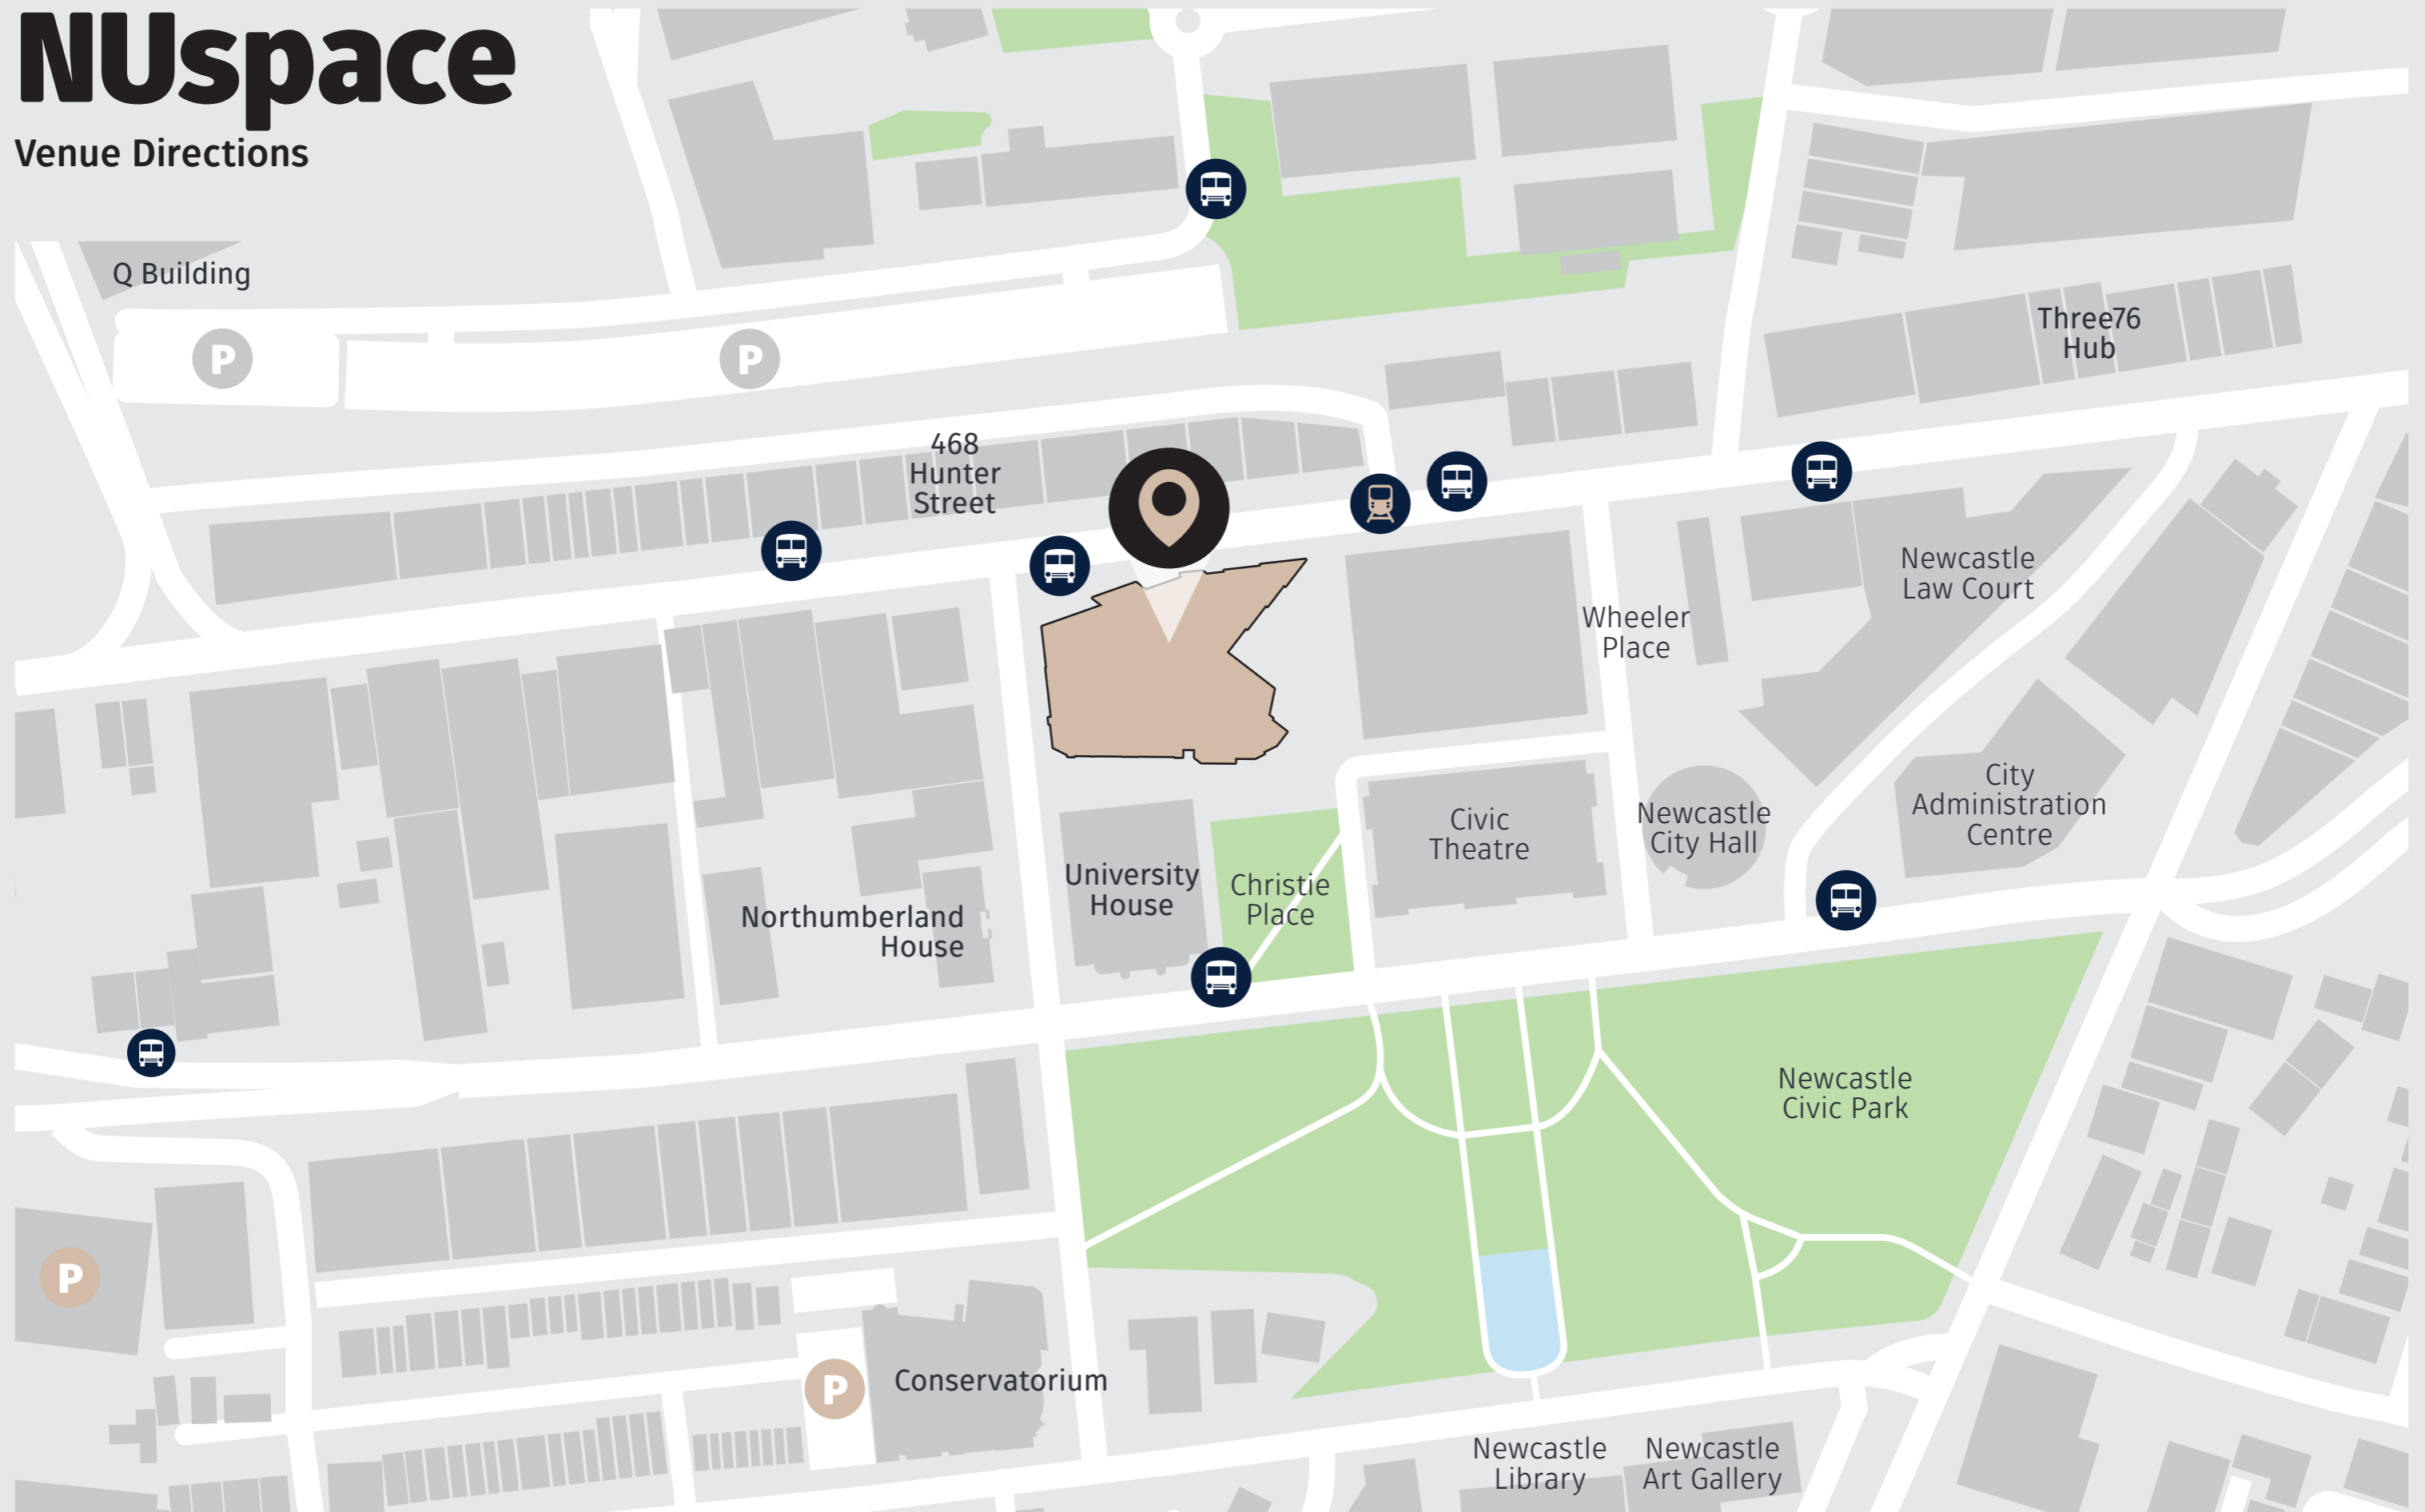 NUspace
Venue Directions
Q Building
P
P
Three76
Hub
468
Hunter
Street
Newcastle
Law Court
Wheeler
Place
City
Administration
Centre
Civic
Theatre
Newcastle
City Hall
University
House
Christie
Place
Northumberland
House
Newcastle
Civic Park
P
P
Conservatorium
Newcastle
Library
Newcastle
Art Gallery